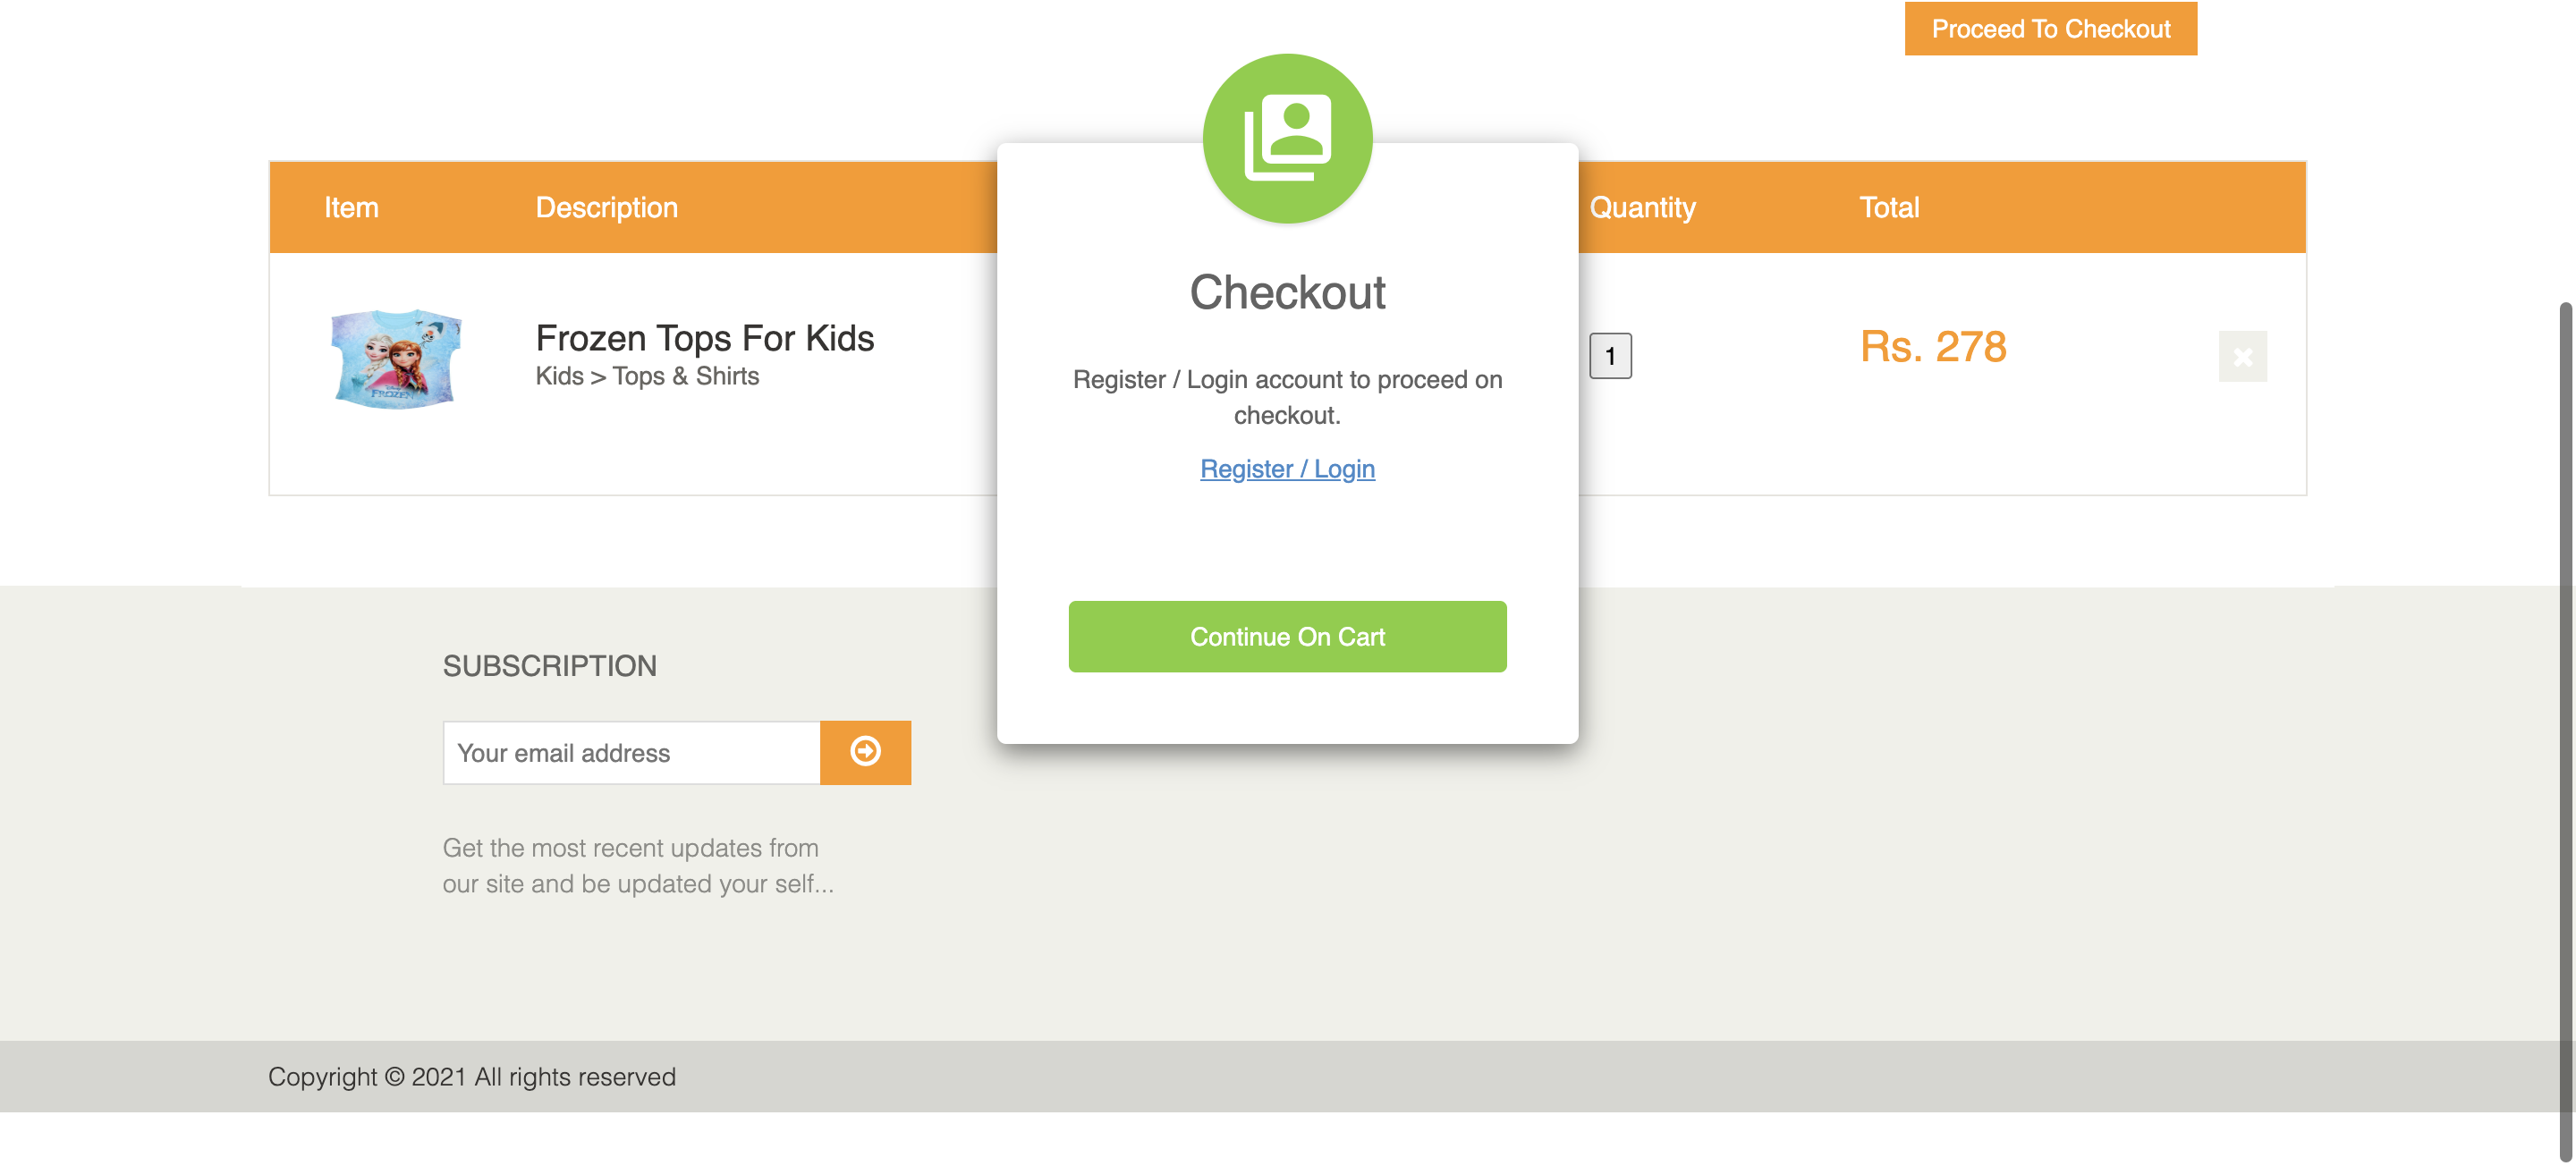 Proceed To Checkout
Item Description Quantity Total
Frozen Tops For Kids
Kids > Tops & Shirts
FROZEN
1
Rs. 278
Checkout
Register / Login account to proceed on
checkout.
Register / Login
Continue On Cart
SUBSCRIPTION
Your email address
Get the most recent updates from
our site and be updated your self...
Copyright © 2021 All rights reserved